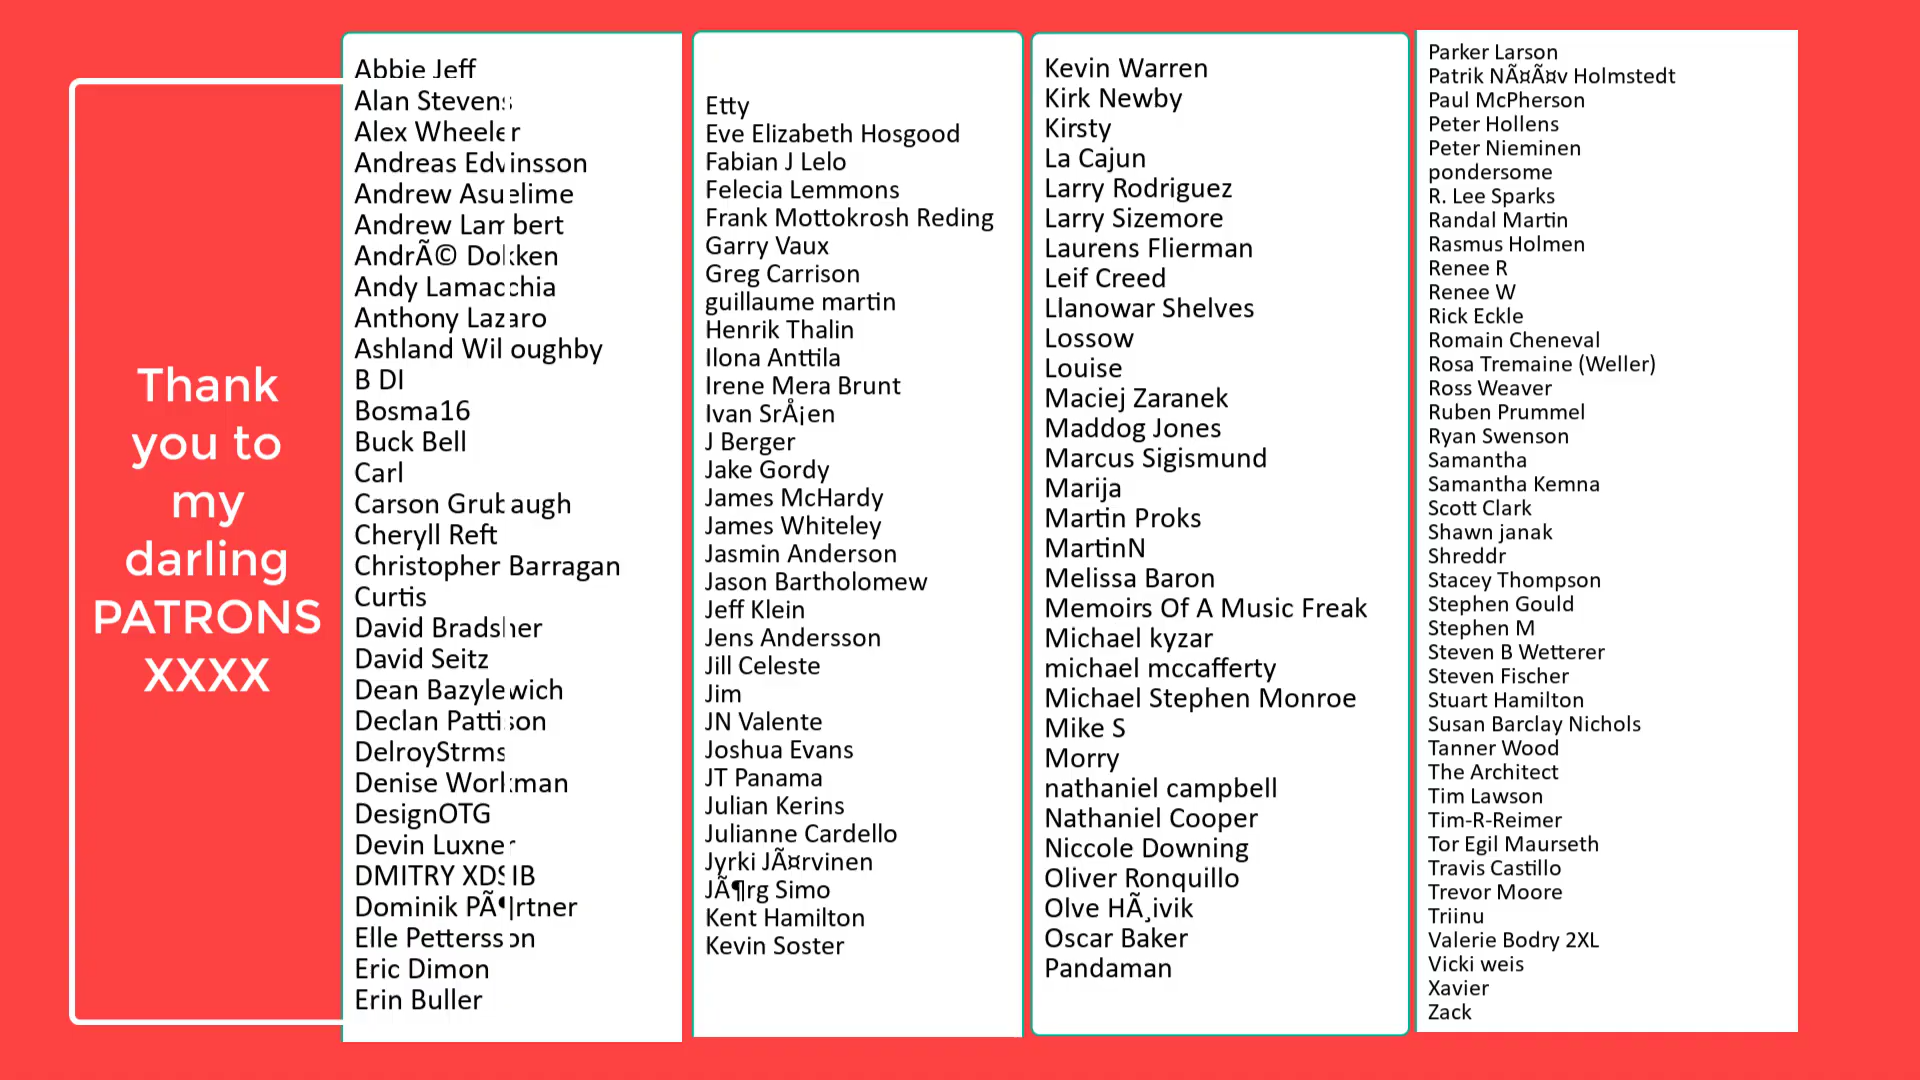 Thank
you to
my
darling
PATRONS
XXXX
Abbie Jeff
Alan Stevens
Alex Wheeler
Andreas Edvinsson
Andrew Asuelime
Andrew Lambert
AndrÃ© Dokken
Andy Lamacchia
Anthony Lazaro
Ashland Willoughby
B DI
Bosma16
Buck Bell
Carl
Carson Grubaugh
Cheryll Reft
Christopher Barragan
Curtis
David Bradsher
David Seitz
Dean Bazylewich
Declan Pattison
DelroyStrms
Denise Workman
DesignOTG
Devin Luxner
DMITRY XDSIB
Dominik PÃ¶rtner
Elle Pettersson
Eric Dimon
Erin Buller
Etty
Eve Elizabeth Hosgood
Fabian J Lelo
Felecia Lemmons
Frank Mottokrosh Reding
Garry Vaux
Greg Carrison
guillaume martin
Henrik Thalin
Ilona Anttila
Irene Mera Brunt
Ivan SrÅ¡en
J Berger
Jake Gordy
James McHardy
James Whiteley
Jasmin Anderson
Jason Bartholomew
Jeff Klein
Jens Andersson
Jill Celeste
Jim
JN Valente
Joshua Evans
JT Panama
Julian Kerins
Julianne Cardello
Jyrki JÃ¤rvinen
JÃ¶rg Simo
Kent Hamilton
Kevin Soster
Kevin Warren
Kirk Newby
Kirsty
La Cajun
Larry Rodriguez
Larry Sizemore
Laurens Flierman
Leif Creed
Llanowar Shelves
Lossow
Louise
Maciej Zaranek
Maddog Jones
Marcus Sigismund
Marija
Martin Proks
MartinN
Melissa Baron
Memoirs Of A Music Freak
Michael kyzar
michael mccafferty
Michael Stephen Monroe
Mike S
Morry
nathaniel campbell
Nathaniel Cooper
Niccole Downing
Oliver Ronquillo
Olve HÃ¸ivik
Oscar Baker
Pandaman
Parker Larson
Patrik NÃ¤Ã¤v Holmstedt
Paul McPherson
Peter Hollens
Peter Nieminen
pondersome
R. Lee Sparks
Randal Martin
Rasmus Holmen
Renee R
Renee W
Rick Eckle
Romain Cheneval
Rosa Tremaine (Weller)
Ross Weaver
Ruben Prummel
Ryan Swenson
Samantha
Samantha Kemna
Scott Clark
Shawn janak
Shreddr
Stacey Thompson
Stephen Gould
Stephen M
Steven B Wetterer
Steven Fischer
Stuart Hamilton
Susan Barclay Nichols
Tanner Wood
The Architect
Tim Lawson
Tim-R-Reimer
Tor Egil Maurseth
Travis Castillo
Trevor Moore
Triinu
Valerie Bodry 2XL
Vicki weis
Xavier
Zack